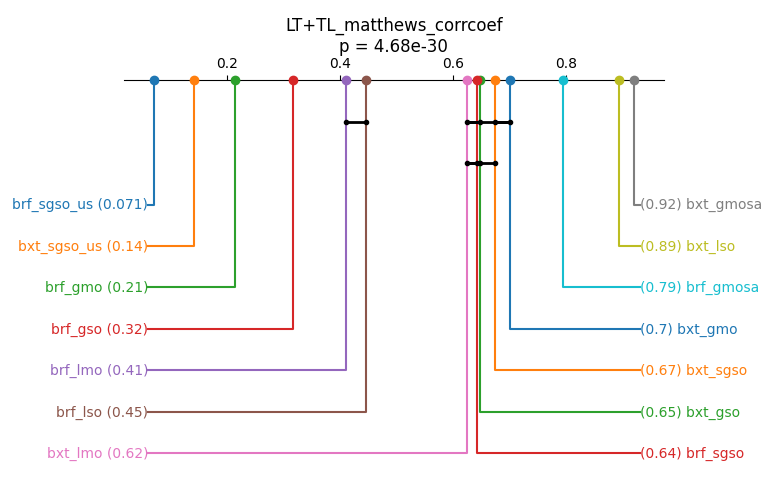 LT+TL_matthews_corrcoef
p = 4.68e-30
0.2 0.4 0.6 0.8
brf_sgso_us (0.071) (0.92) bxt_gmosa
bxt_sgso_us (0.14) (0.89) bxt_lso
brf_gmo (0.21) (0.79) brf_gmosa
brf_gso (0.32) (0.7) bxt_gmo
brf_lmo (0.41) (0.67) bxt_sgso
brf_lso (0.45) (0.65) bxt_gso
bxt_lmo (0.62) (0.64) brf_sgso